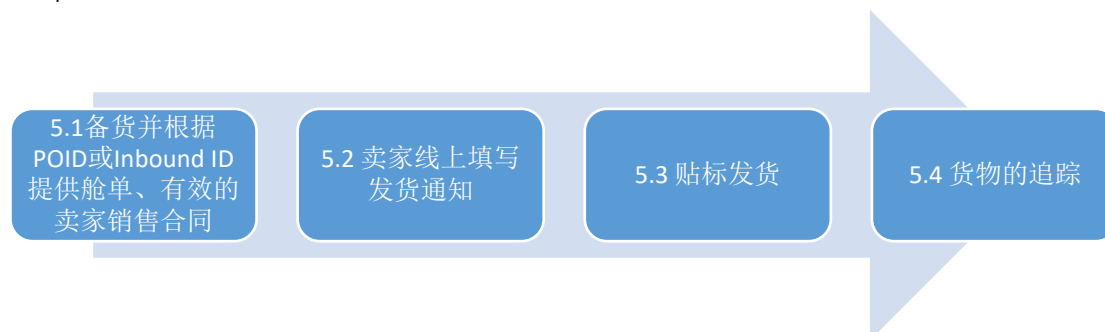 5.1备货并根据
POID或Inbound ID
提供舱单、有效的
卖家销售合同
5.2 卖家线上填写
发货通知
5.3 贴标发货
5.4 货物的追踪